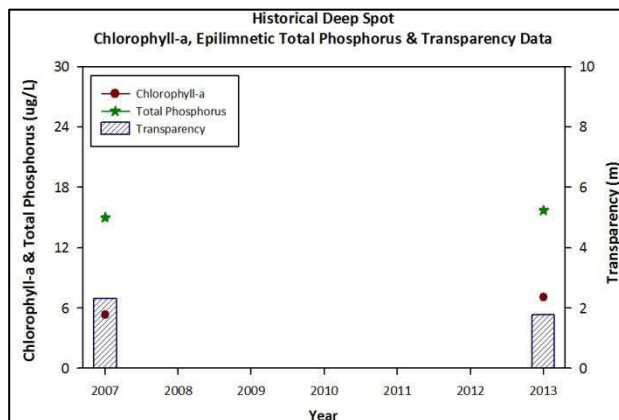 Historical Deep Spot
Chlorophyll-a, Epilimnetic Total Phosphorus & Transparency Data
Chlorophyll-a & Total Phosphorus (ug/L)
30
24
18
12
6
0
Chlorophyll-a
Total Phosphorus
Transparency
10
8
6
4
2
0
Transparency (m)
2007 2008 2009 2010 2011 2012 2013
Year